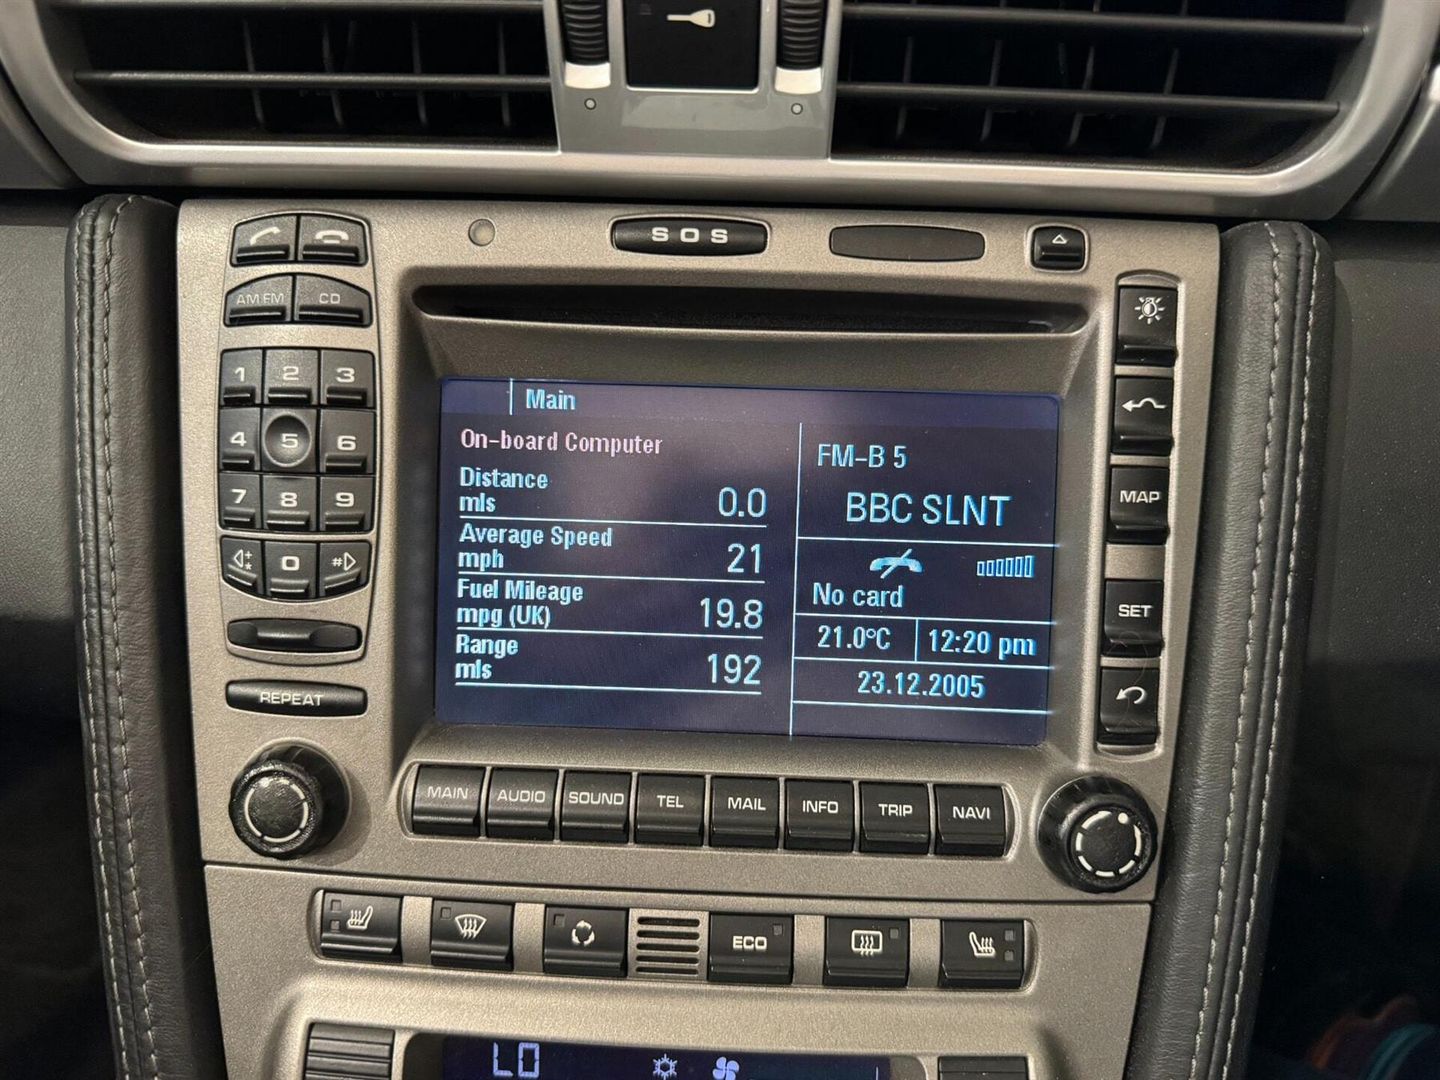 SOS
AM FM CD
1 2 3
4 5 6
7 8 9
+
* 0 #
REPEAT
Main
On-board Computer
Distance
mls 0.0
Average Speed
mph 21
Fuel Mileage
mpg (UK) 19.8
Range
mls 192
FM-B 5
BBC SLNT
No card
21.0°C 12:20 pm
23.12.2005
MAP
SET
MAIN AUDIO SOUND TEL MAIL INFO TRIP NAVI
ECO
LO